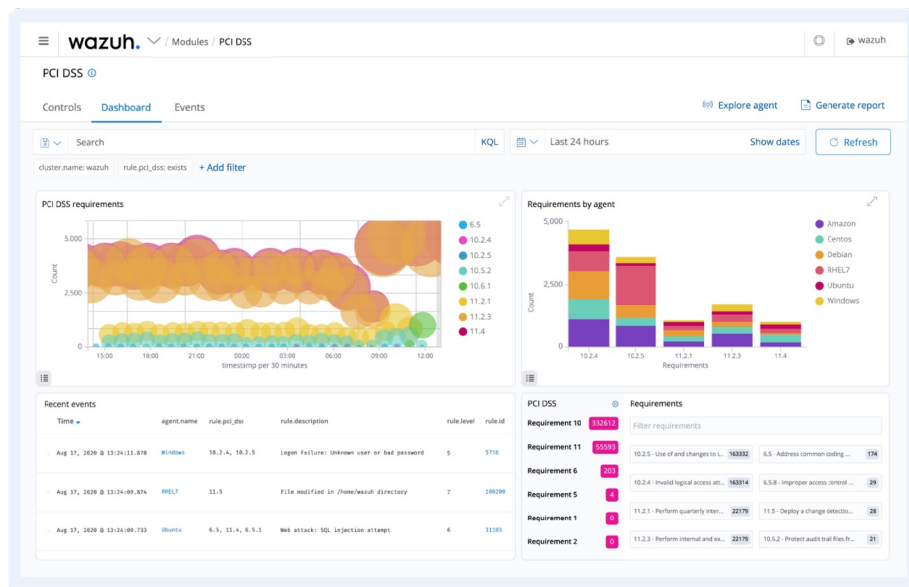 wazuh. / Modules / PCI DSS wazuh
PCI DSS
Controls Dashboard Events Explore agent Generate report
Search KQL Last 24 hours Show dates Refresh
cluster.name: wazuh rule.pci_dss: exists + Add filter
PCI DSS requirements
5,000
2,500
0
Count
15:00 18:00 21:00 00:00 03:00 06:00 09:00 12:00
timestamp per 30 minutes
6.5
10.2.4
10.2.5
10.5.2
10.6.1
11.2.1
11.2.3
11.4
Requirements by agent
5,000
2,500
0
Count
10.2.4 10.2.5 11.2.1 11.2.3 11.4
Requirements
Amazon
Centos
Debian
RHEL7
Ubuntu
Windows
Recent events
Time agent.name rule.pci_dss rule.description rule.level rule.id
Aug 17, 2020 @ 13:24:11.878 Windows 10.2.4, 10.2.5 Logon Failure: Unknown user or bad password 5 5716
Aug 17, 2020 @ 13:24:09.874 RHEL7 11.5 File modified in /home/wazuh directory 7 100200
Aug 17, 2020 @ 13:24:09.733 Ubuntu 6.5, 11.4, 6.5.1 Web attack: SQL injection attempt 6 31103
PCI DSS
Requirement 10 332612
Requirement 11 55593
Requirement 6 203
Requirement 5 4
Requirement 1 0
Requirement 2 0
Requirements
Filter requirements
10.2.5 - Use of and changes to i... 163332 6.5 - Address common coding ... 174
10.2.4 - Invalid logical access att... 163314 6.5.8 - Improper access control ... 29
11.2.1 - Perform quarterly inter... 22179 11.5 - Deploy a change detectio... 28
11.2.3 - Perform internal and ex... 22179 10.5.2 - Protect audit trail files fr... 21